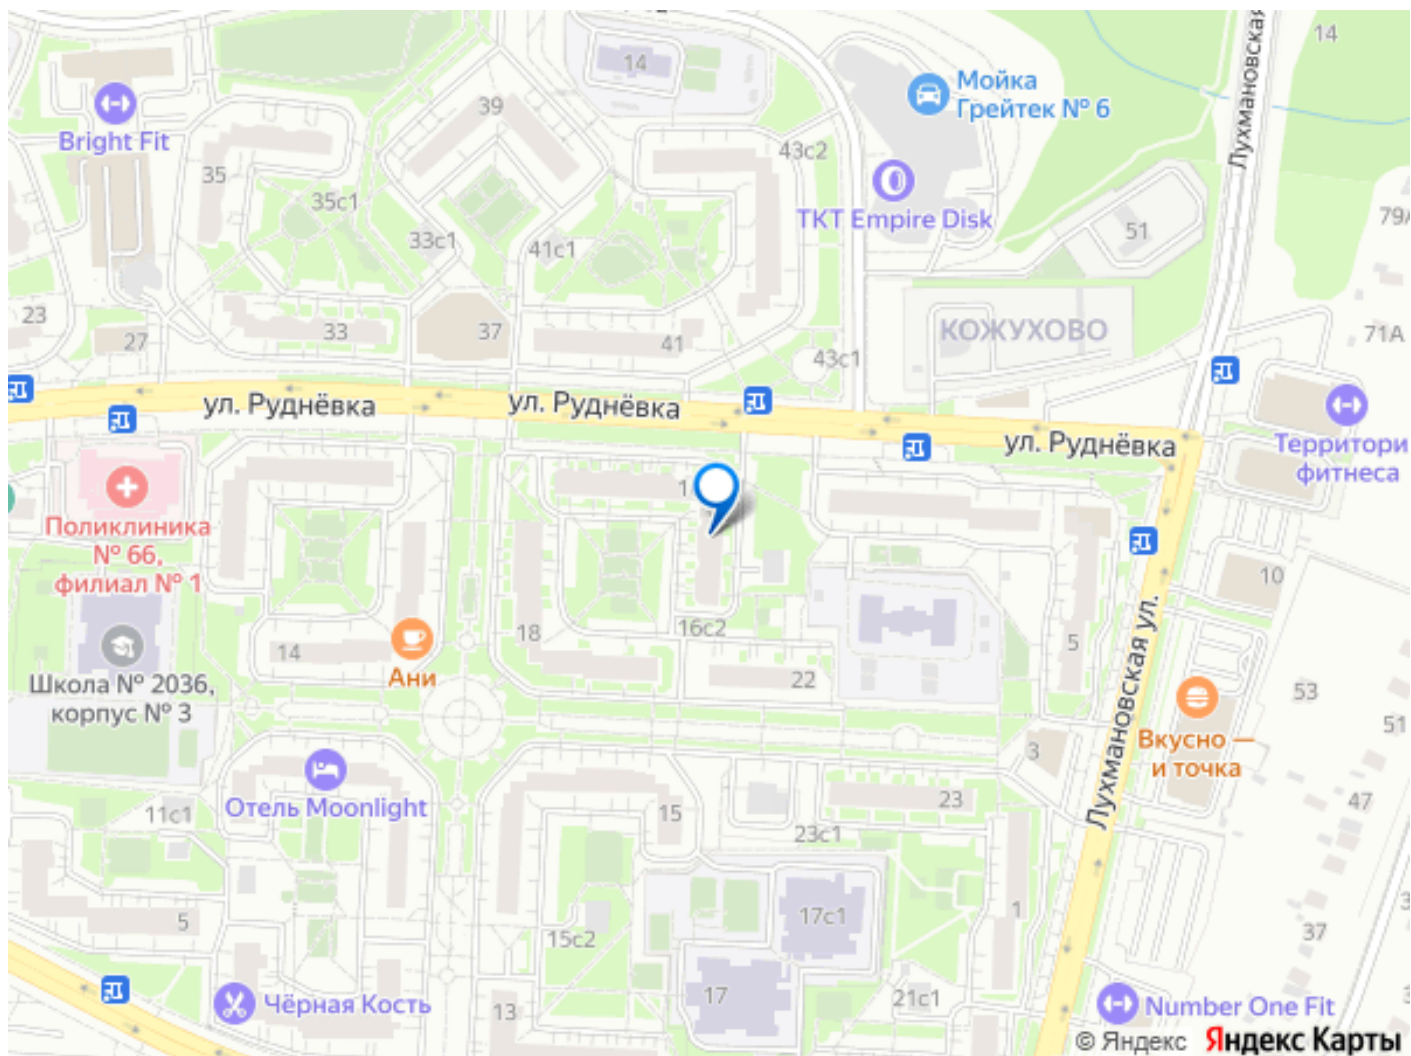 14
Лухмановская
14
Мойка
Грейтек № 6
39
Bright Fit
43с2
35
TKT Empire Disk
35с1
79А
51
33с1
41с1
23
27
33
37
41
КОЖУХОВО
71А
43с1
ул. Руднёвка
ул. Руднёвка
ул. Руднёвка
Территори
фитнеса
Поликлиника
№ 66,
филиал № 1
10
18
16с2
14
5
Ани
22
Школа № 2036,
корпус № 3
Лухмановская ул.
53
51
3
Вкусно —
и точка
Отель Moonlight
11с1
15
23
47
23с1
5
17с1
1
15с2
37
17
21с1
13
Чёрная Кость
Number One Fit
© Яндекс Яндекс Карты